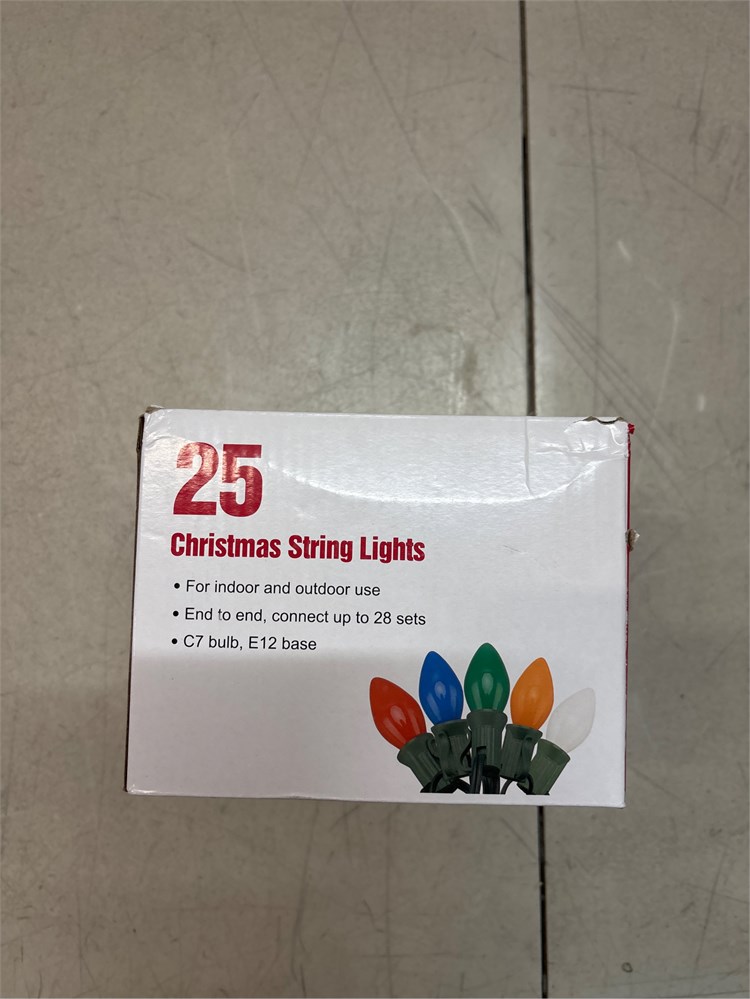 25
Christmas String Lights
• For indoor and outdoor use
• End to end, connect up to 28 sets
• C7 bulb, E12 base